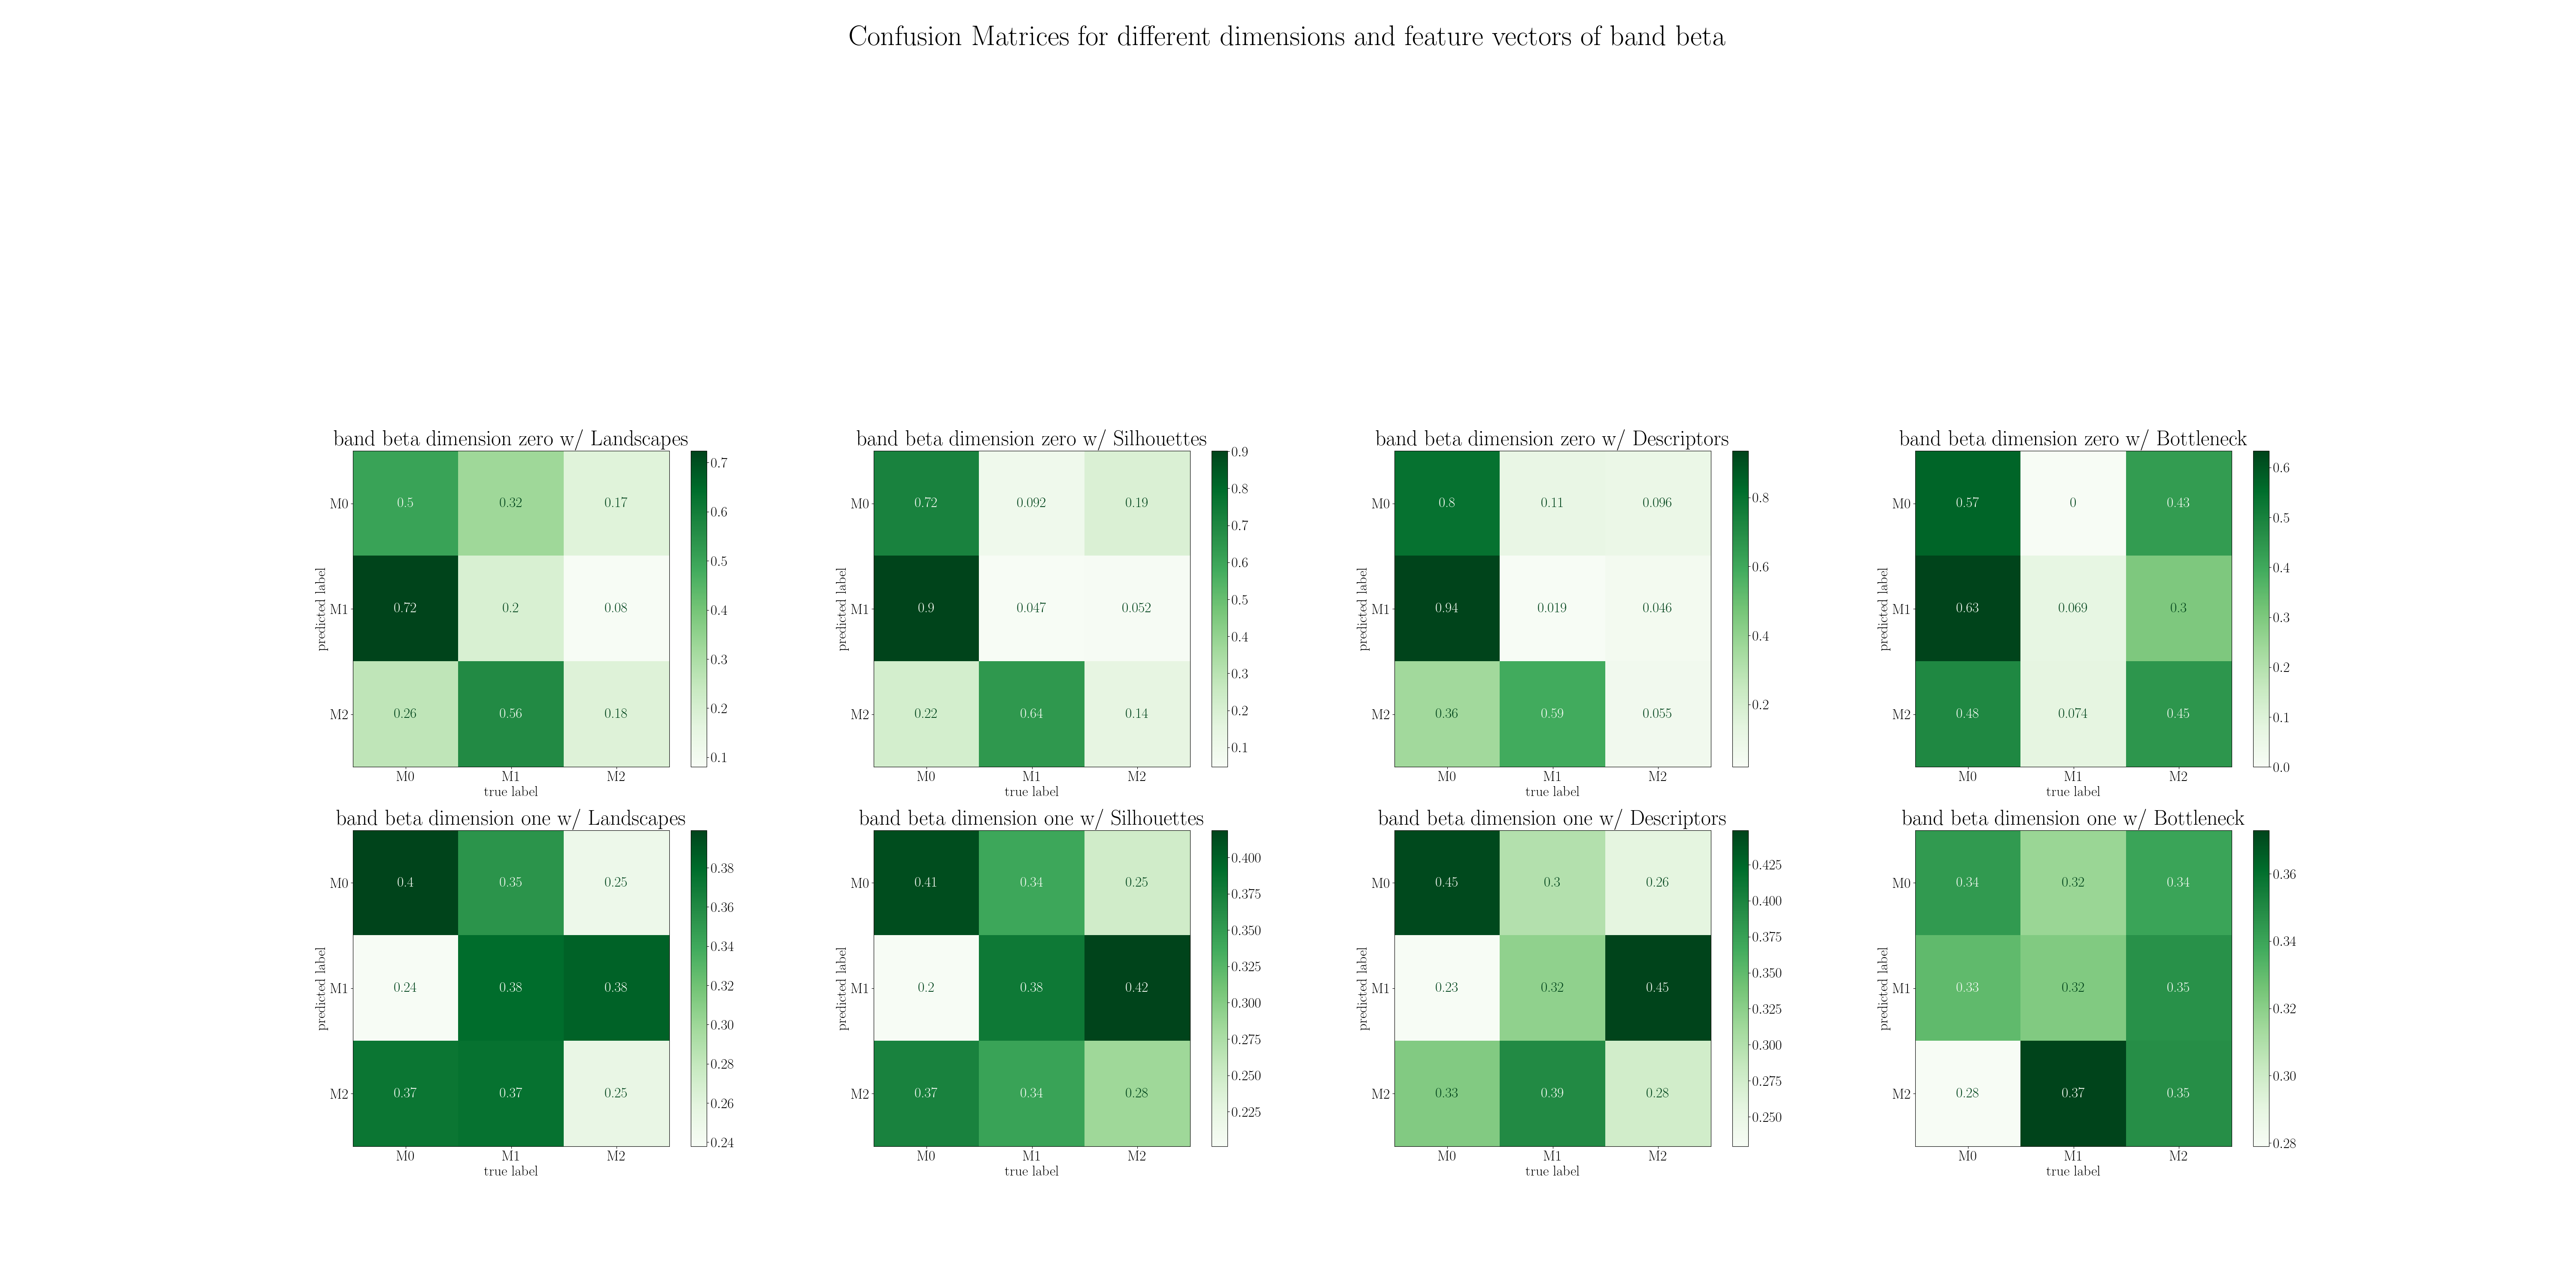 Confusion Matrices for different dimensions and feature vectors of band beta
band beta dimension zero w/ Landscapes
predicted label
M0 0.5 0.32 0.17
M1 0.72 0.2 0.08
M2 0.26 0.56 0.18
M0 M1 M2
true label
0.7
0.6
0.5
0.4
0.3
0.2
0.1
band beta dimension zero w/ Silhouettes
predicted label
M0 0.72 0.092 0.19
M1 0.9 0.047 0.052
M2 0.22 0.64 0.14
M0 M1 M2
true label
0.9
0.8
0.7
0.6
0.5
0.4
0.3
0.2
0.1
band beta dimension zero w/ Descriptors
predicted label
M0 0.8 0.11 0.096
M1 0.94 0.019 0.046
M2 0.36 0.59 0.055
M0 M1 M2
true label
0.8
0.6
0.4
0.2
band beta dimension zero w/ Bottleneck
predicted label
M0 0.57 0 0.43
M1 0.63 0.069 0.3
M2 0.48 0.074 0.45
M0 M1 M2
true label
0.6
0.5
0.4
0.3
0.2
0.1
0.0
band beta dimension one w/ Landscapes
predicted label
M0 0.4 0.35 0.25
M1 0.24 0.38 0.38
M2 0.37 0.37 0.25
M0 M1 M2
true label
0.38
0.36
0.34
0.32
0.30
0.28
0.26
0.24
band beta dimension one w/ Silhouettes
predicted label
M0 0.41 0.34 0.25
M1 0.2 0.38 0.42
M2 0.37 0.34 0.28
M0 M1 M2
true label
0.400
0.375
0.350
0.325
0.300
0.275
0.250
0.225
band beta dimension one w/ Descriptors
predicted label
M0 0.45 0.3 0.26
M1 0.23 0.32 0.45
M2 0.33 0.39 0.28
M0 M1 M2
true label
0.425
0.400
0.375
0.350
0.325
0.300
0.275
0.250
band beta dimension one w/ Bottleneck
predicted label
M0 0.34 0.32 0.34
M1 0.33 0.32 0.35
M2 0.28 0.37 0.35
M0 M1 M2
true label
0.36
0.34
0.32
0.30
0.28